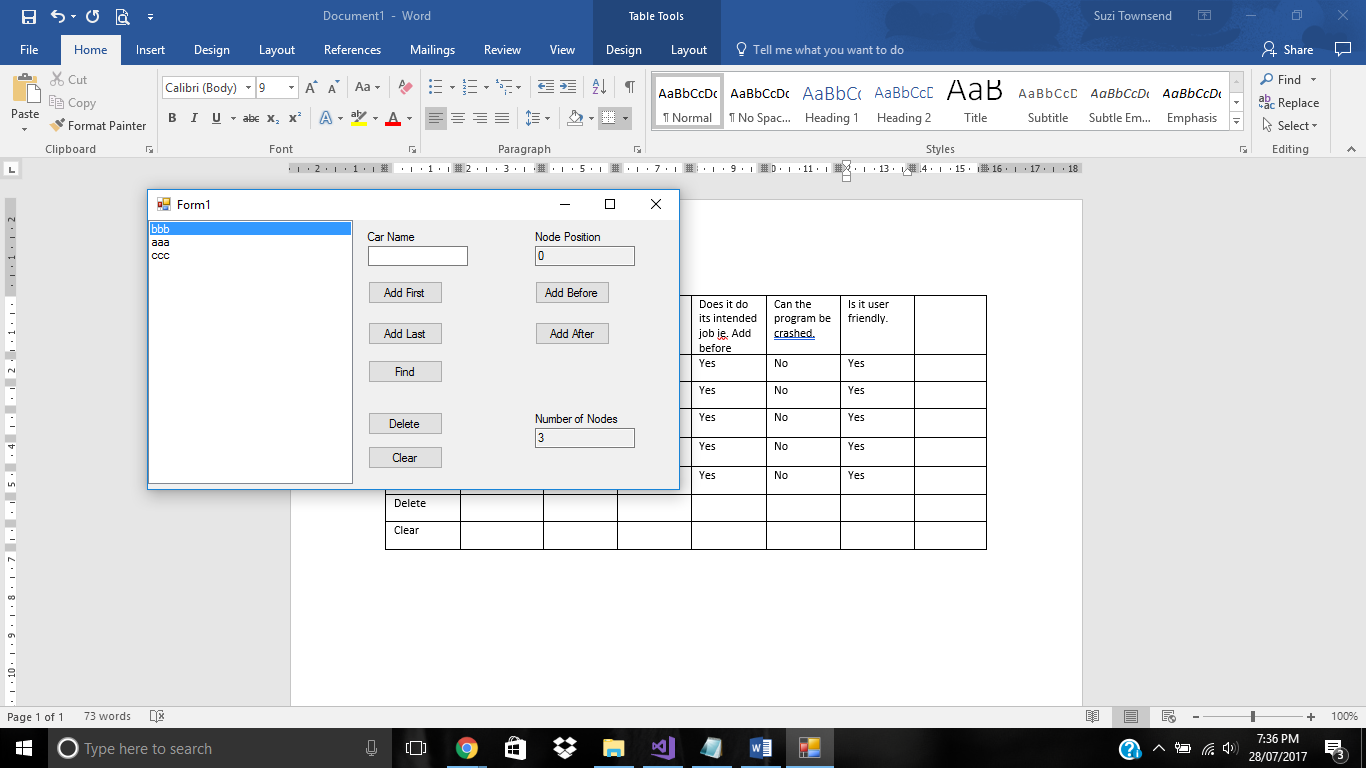 Document1 - Word
Table Tools
Suzi Townsend
File
Home
Insert
Design
Layout
References
Mailings
Review
View
Design
Layout
Tell me what you want to do
Share
Paste
Cut
Copy
Format Painter
Clipboard
Calibri (Body)
9
Aa
B I U abc x₂ x²
A ab A
Font
Paragraph
AaBbCcDc
¶ Normal
AaBbCcDc
¶ No Spac...
AaBbCc
Heading 1
AaBbCcD
Heading 2
AaB
Title
AaBbCcD
Subtitle
AaBbCcDc
Subtle Em...
AaBbCcDc
Emphasis
Styles
Find
Replace
Select
Editing
Form1
bbb
aaa
ccc
Car Name
Node Position
0
Add First
Add Before
Add Last
Add After
Find
Delete
Number of Nodes
3
Clear
Does it do
its intended
job ie. Add
before
Can the
program be
crashed.
Is it user
friendly.
Yes No Yes
Yes No Yes
Yes No Yes
Yes No Yes
Yes No Yes
Delete
Clear
Page 1 of 1
73 words
100%
Type here to search
7:36 PM
28/07/2017
3